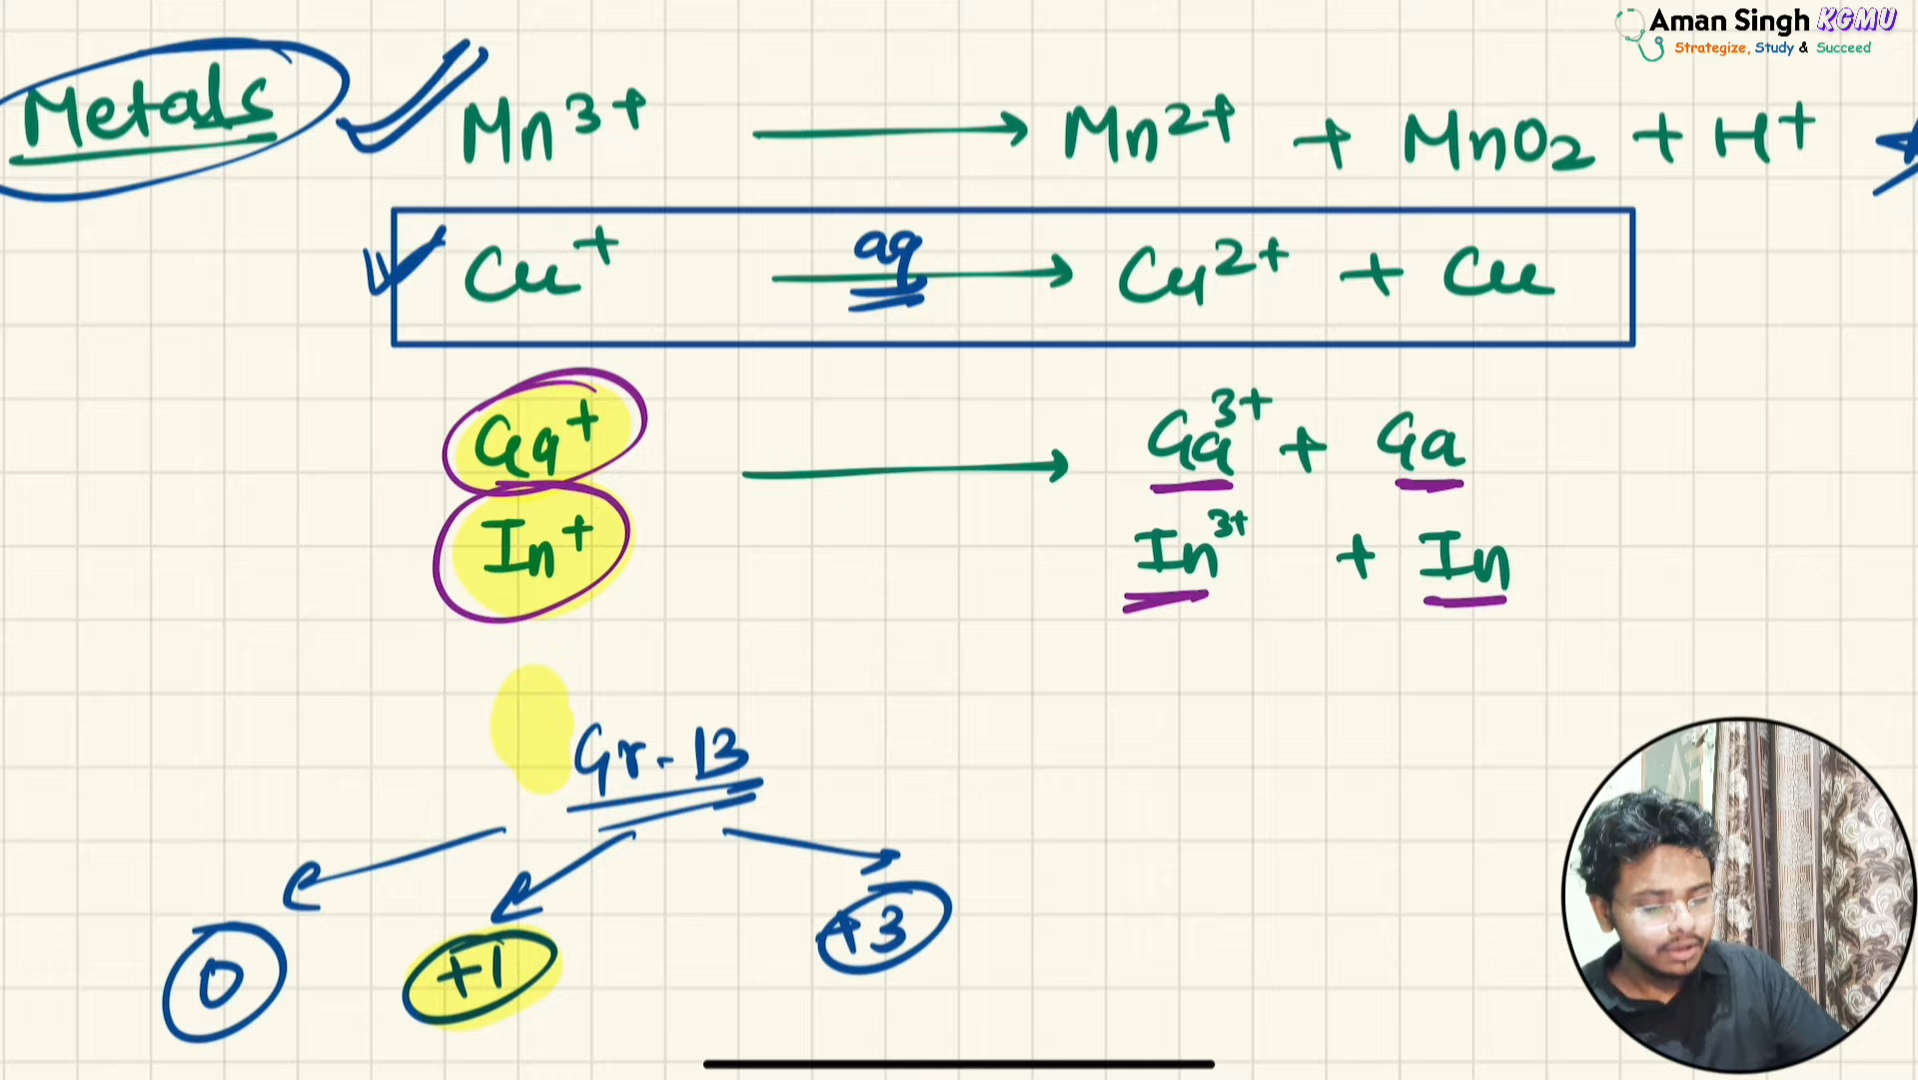 Aman Singh KGMU
Strategize, Study & Succeed
Metals
Mn³⁺ → Mn²⁺ + MnO₂ + H⁺
Cu⁺ aq → Cu²⁺ + Cu
Ga⁺ → Ga³⁺ + Ga
In⁺ In³⁺ + In
Gr-13
0 +1 +3